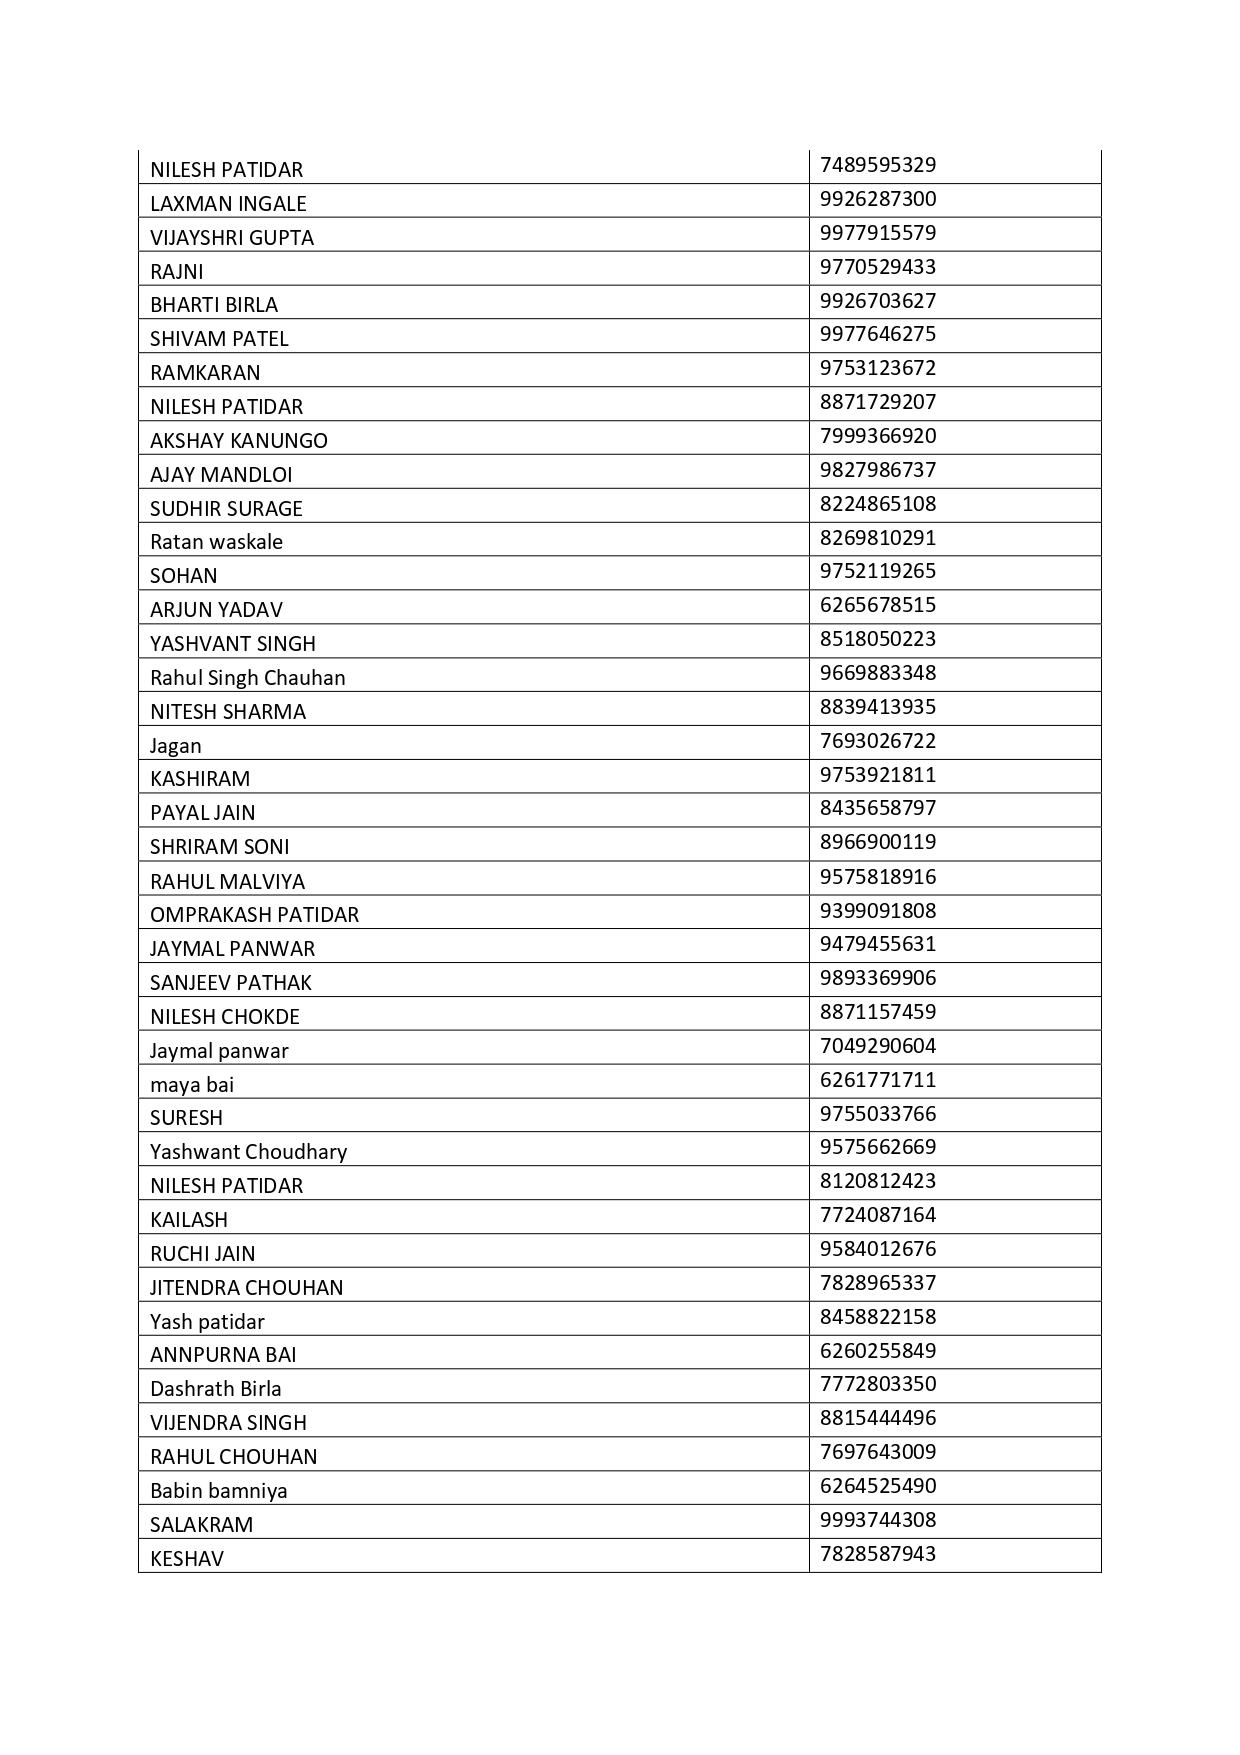 NILESH PATIDAR 7489595329
LAXMAN INGALE 9926287300
VIJAYSHRI GUPTA 9977915579
RAJNI 9770529433
BHARTI BIRLA 9926703627
SHIVAM PATEL 9977646275
RAMKARAN 9753123672
NILESH PATIDAR 8871729207
AKSHAY KANUNGO 7999366920
AJAY MANDLOI 9827986737
SUDHIR SURAGE 8224865108
Ratan waskale 8269810291
SOHAN 9752119265
ARJUN YADAV 6265678515
YASHVANT SINGH 8518050223
Rahul Singh Chauhan 9669883348
NITESH SHARMA 8839413935
Jagan 7693026722
KASHIRAM 9753921811
PAYAL JAIN 8435658797
SHRIRAM SONI 8966900119
RAHUL MALVIYA 9575818916
OMPRAKASH PATIDAR 9399091808
JAYMAL PANWAR 9479455631
SANJEEV PATHAK 9893369906
NILESH CHOKDE 8871157459
Jaymal panwar 7049290604
maya bai 6261771711
SURESH 9755033766
Yashwant Choudhary 9575662669
NILESH PATIDAR 8120812423
KAILASH 7724087164
RUCHI JAIN 9584012676
JITENDRA CHOUHAN 7828965337
Yash patidar 8458822158
ANNPURNA BAI 6260255849
Dashrath Birla 7772803350
VIJENDRA SINGH 8815444496
RAHUL CHOUHAN 7697643009
Babin bamniya 6264525490
SALAKRAM 9993744308
KESHAV 7828587943